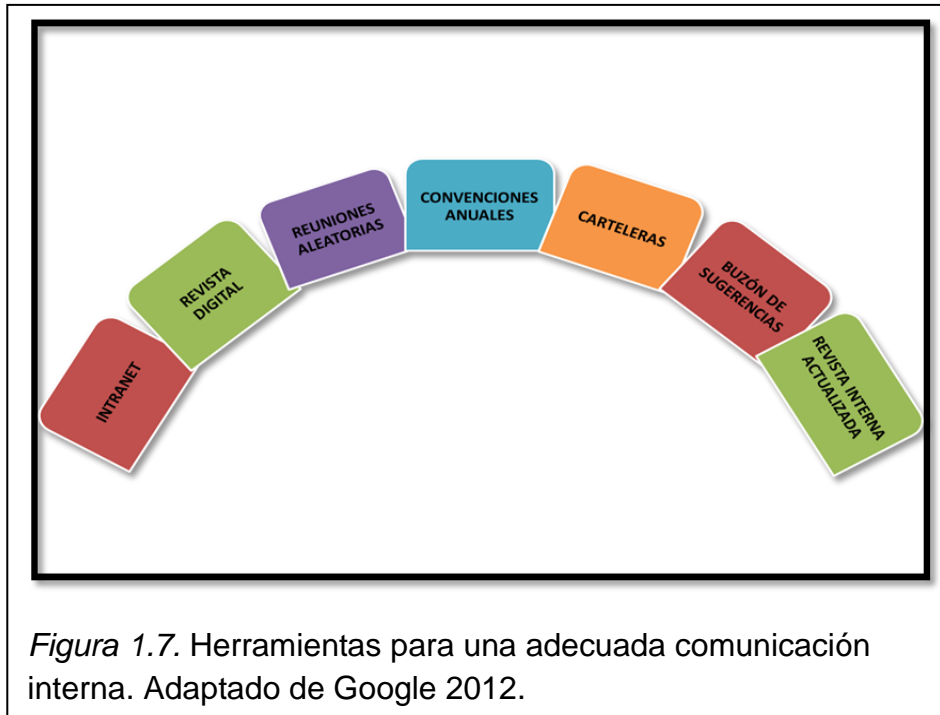 INTRANET
REVISTA
DIGITAL
REUNIONES
ALEATORIAS
CONVENCIONES
ANUALES
CARTELERAS
BUZÓN DE
SUGERENCIAS
REVISTA INTERNA
ACTUALIZADA
Figura 1.7. Herramientas para una adecuada comunicación
interna. Adaptado de Google 2012.